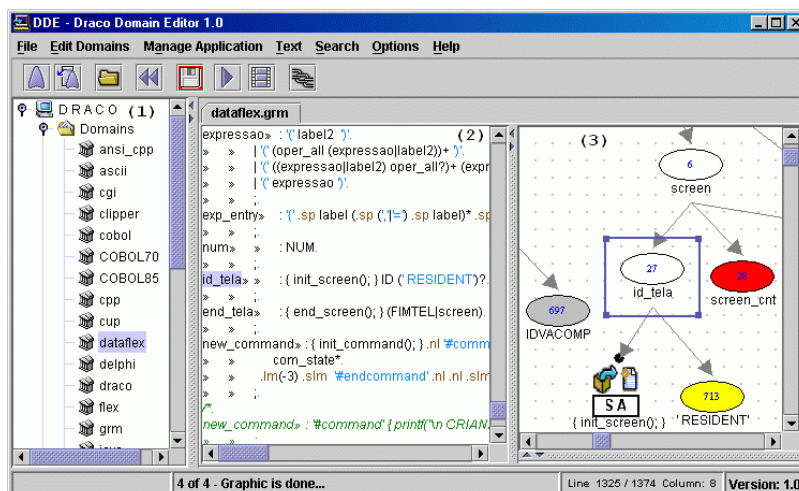 DDE - Draco Domain Editor 1.0
File Edit Domains Manage Application Text Search Options Help
DRACO (1)
Domains
ansi_cpp
ascii
cgi
clipper
cobol
COBOL70
COBOL85
cpp
cup
dataflex
delphi
draco
flex
grm
dataflex.grm
(2)
expressao» : '(' label2 ')'.
» » | '(' (oper_all (expressao|label2))+ ')'.
» » | '(' ((expressao|label2) oper_all?)+ (expr
» » | '(' expressao ')'.
» ;
exp_entry» : '{' .sp label (.sp (','|'=') .sp label)* .sp
» ;
num» » : NUM.
» ;
id_tela» » : { init_screen(); } ID ('RESIDENT')?.
» ;
end_tela» : { end_screen(); } (FIMTEL|screen).
» ;
new_command» : { init_command(); } .nl '#comm
» » com_state*.
» » .lm(-3) .slm '#endcommand' .nl .nl .slm
» ;
/*
new_command» : '#command' { printf("\n CRIAN
(3)
6
screen
27
id_tela
28
screen_cnt
697
IDVACOMP
SA
{ init_screen(); }
713
'RESIDENT'
4 of 4 - Graphic is done...
Line 1325 / 1374 Column: 8
Version: 1.0